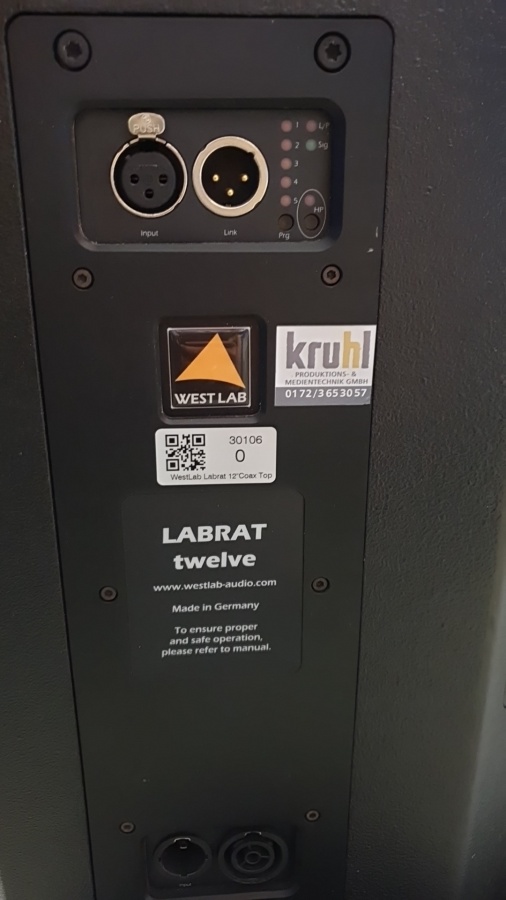 PUSH
1 L/P
2 Sig
3
4
5 HP
Input
Link
Prg
WEST LAB
kruhl
PRODUKTIONS- &
MEDIENTECHNIK GMBH
0172/3653057
30106
0
WestLab Labrat 12"Coax Top
LABRAT
twelve
www.westlab-audio.com
Made in Germany
To ensure proper
and safe operation,
please refer to manual.
Input